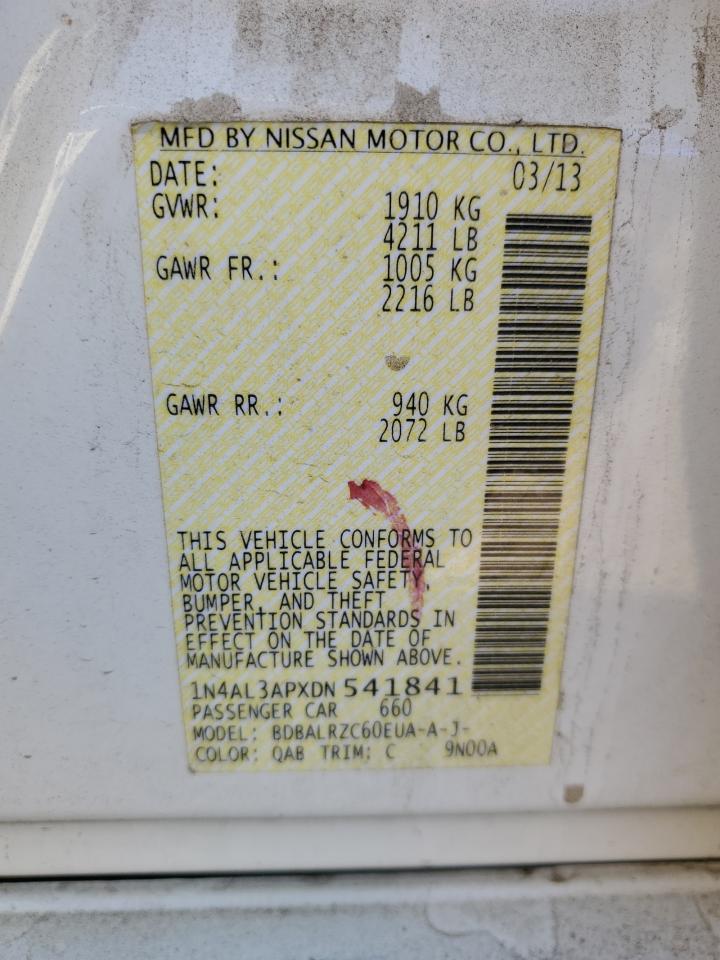 MFD BY NISSAN MOTOR CO., LTD.
DATE: 03/13
GVWR: 1910 KG
4211 LB
GAWR FR.: 1005 KG
2216 LB
GAWR RR.: 940 KG
2072 LB
THIS VEHICLE CONFORMS TO
ALL APPLICABLE FEDERAL
MOTOR VEHICLE SAFETY,
BUMPER, AND THEFT
PREVENTION STANDARDS IN
EFFECT ON THE DATE OF
MANUFACTURE SHOWN ABOVE.
1N4AL3APXDN 541841
PASSENGER CAR 660
MODEL: BDBALRZC60EUA-A-J-
COLOR: QAB TRIM: C 9N00A